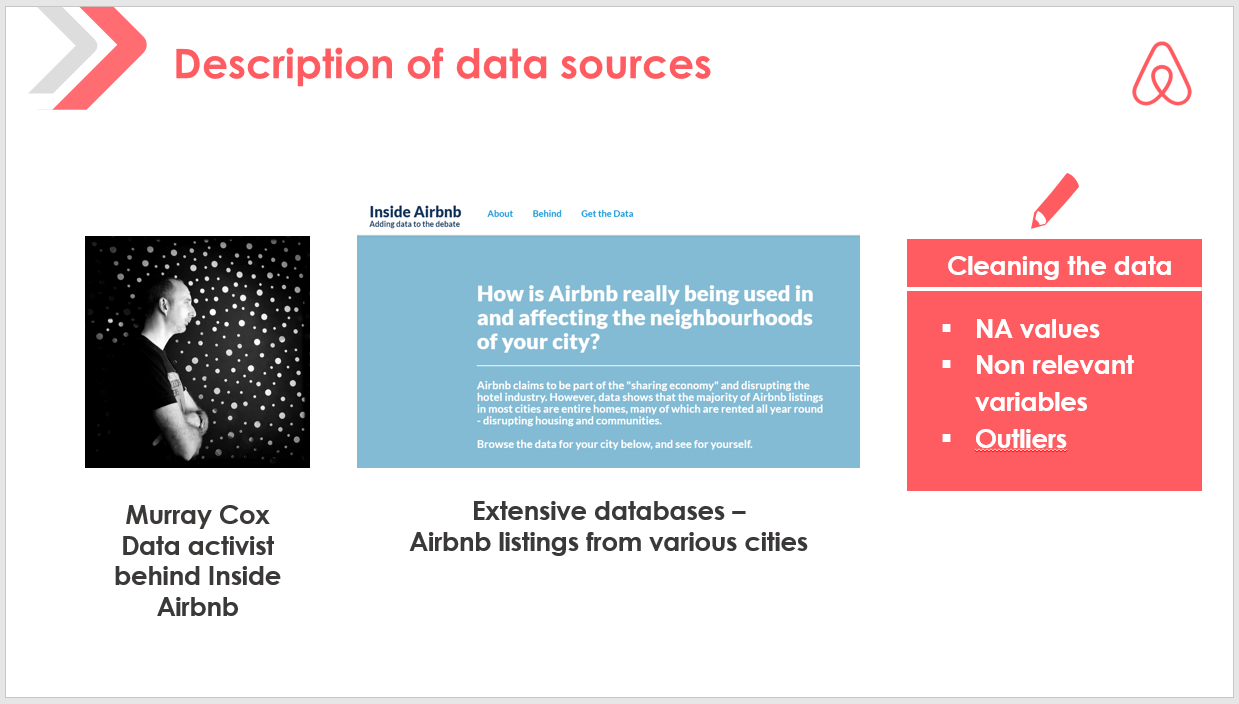 Description of data sources
Inside Airbnb
Adding data to the debate
About Behind Get the Data
How is Airbnb really being used in
and affecting the neighbourhoods
of your city?
Airbnb claims to be part of the "sharing economy" and disrupting the
hotel industry. However, data shows that the majority of Airbnb listings
in most cities are entire homes, many of which are rented all year round
- disrupting housing and communities.
Browse the data for your city below, and see for yourself.
Murray Cox
Data activist
behind Inside
Airbnb
Extensive databases –
Airbnb listings from various cities
Cleaning the data
▪ NA values
▪ Non relevant
variables
▪ Outliers